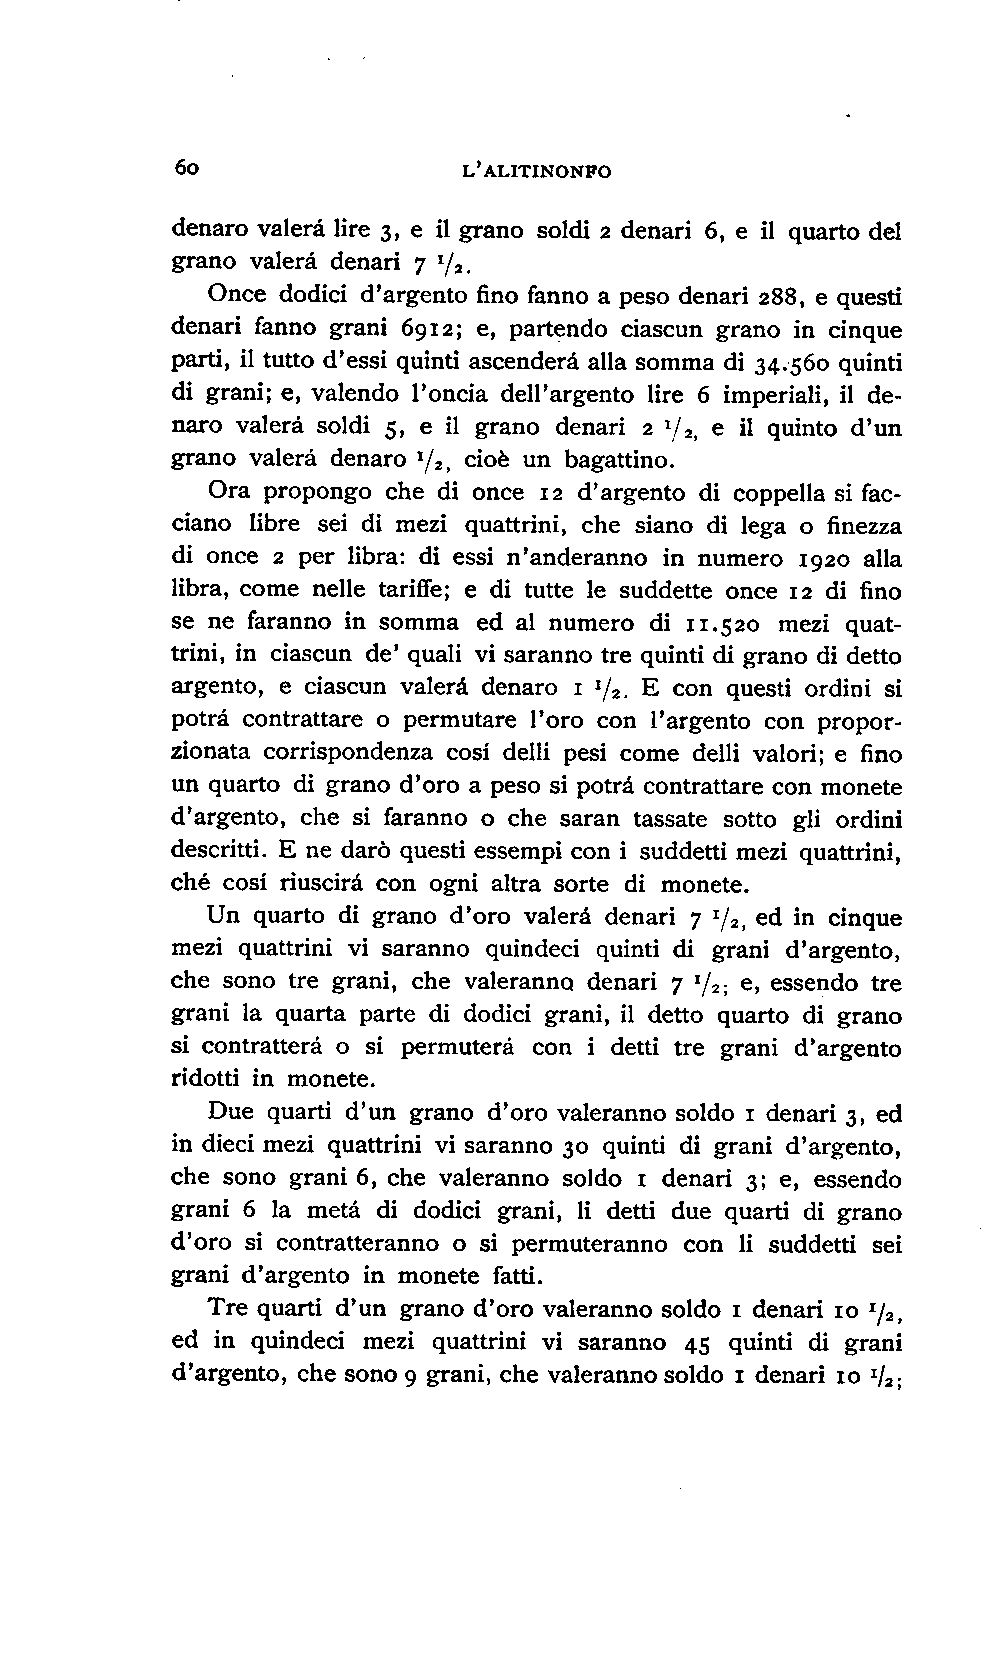 60
L'ALITINONFO
denaro valerá lire 3, e il grano soldi 2 denari 6, e il quarto del
grano valerá denari 7 1/2.
Once dodici d'argento fino fanno a peso denari 288, e questi
denari fanno grani 6912; e, partendo ciascun grano in cinque
parti, il tutto d'essi quinti ascenderá alla somma di 34.560 quinti
di grani; e, valendo l'oncia dell'argento lire 6 imperiali, il de-
naro valerá soldi 5, e il grano denari 2 1/2, e il quinto d'un
grano valerá denaro 1/2, cioè un bagattino.
Ora propongo che di once 12 d'argento di coppella si fac-
ciano libre sei di mezi quattrini, che siano di lega o finezza
di once 2 per libra: di essi n'anderanno in numero 1920 alla
libra, come nelle tariffe; e di tutte le suddette once 12 di fino
se ne faranno in somma ed al numero di 11.520 mezi quat-
trini, in ciascun de' quali vi saranno tre quinti di grano di detto
argento, e ciascun valerá denaro 1 1/2. E con questi ordini si
potrá contrattare o permutare l'oro con l'argento con propor-
zionata corrispondenza cosí delli pesi come delli valori; e fino
un quarto di grano d'oro a peso si potrá contrattare con monete
d'argento, che si faranno o che saran tassate sotto gli ordini
descritti. E ne darò questi essempi con i suddetti mezi quattrini,
ché cosí riuscirá con ogni altra sorte di monete.
Un quarto di grano d'oro valerá denari 7 1/2, ed in cinque
mezi quattrini vi saranno quindeci quinti di grani d'argento,
che sono tre grani, che valeranno denari 7 1/2; e, essendo tre
grani la quarta parte di dodici grani, il detto quarto di grano
si contratterá o si permuterá con i detti tre grani d'argento
ridotti in monete.
Due quarti d'un grano d'oro valeranno soldo 1 denari 3, ed
in dieci mezi quattrini vi saranno 30 quinti di grani d'argento,
che sono grani 6, che valeranno soldo 1 denari 3; e, essendo
grani 6 la metá di dodici grani, li detti due quarti di grano
d'oro si contratteranno o si permuteranno con li suddetti sei
grani d'argento in monete fatti.
Tre quarti d'un grano d'oro valeranno soldo 1 denari 10 1/2,
ed in quindeci mezi quattrini vi saranno 45 quinti di grani
d'argento, che sono 9 grani, che valeranno soldo 1 denari 10 1/2;